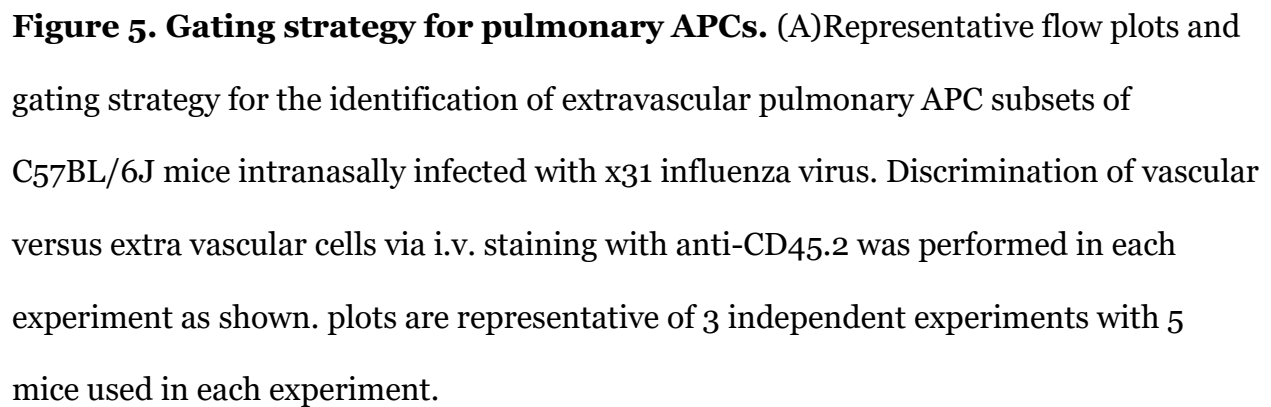 Figure 5. Gating strategy for pulmonary APCs. (A)Representative flow plots and
gating strategy for the identification of extravascular pulmonary APC subsets of
C57BL/6J mice intranasally infected with x31 influenza virus. Discrimination of vascular
versus extra vascular cells via i.v. staining with anti-CD45.2 was performed in each
experiment as shown. plots are representative of 3 independent experiments with 5
mice used in each experiment.